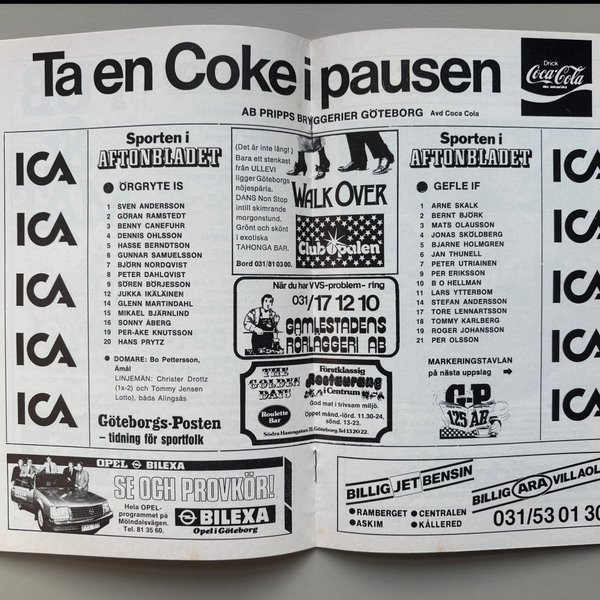 Ta en Coke i pausen
Drick
Coca-Cola
AB PRIPPS BRYGGERIER GÖTEBORG Avd Coca Cola
ICA
ICA
ICA
ICA
ICA
Sporten i
AFTONBLADET
ÖRGRYTE IS
1 SVEN ANDERSSON
2 GÖRAN RAMSTEDT
3 BENNY CANEFUHR
4 DENNIS OHLSSON
5 HASSE BERNDTSON
6 GUNNAR SAMUELSSON
7 BJÖRN NORDQVIST
8 PETER DAHLQVIST
9 SÖREN BÖRJESSON
12 JUKKA IKÄLÄINEN
14 GLENN MARTINDAHL
15 MIKAEL BJÄRNLIND
16 SONNY ÅBERG
19 PER-ÅKE KNUTSSON
20 HANS PRYTZ
DOMARE: Bo Pettersson,
Åmål
LINJEMÄN: Christer Drottz
(1x-2) och Tommy Jensen
Lotto), båda Alingsås
Göteborgs-Posten
– tidning för sportfolk
(Det är inte långt)
Bara ett stenkast
från ULLEVI
ligger Göteborgs
nöjespärla.
DANS Non Stop
intill skimrande
morgonstund.
Grönt och skönt
i exotiska
TAHONGA BAR.
Bord 031/81 03 00.
WALK OVER
Club Opalen
När du har VVS-problem - ring
031/17 12 10
GAMLESTADENS
RÖRLÄGGERI AB
THE
GOLDEN
DAYS
Roulette
Bar
Förstklassig
Restaurang
i Centrum
God mat i trivsam miljö.
Öppet månd.-lörd. 11.30-24,
sönd. 13-23.
Södra Hamngatan 31, Göteborg. Tel 13 20 22.
Sporten i
AFTONBLADET
GEFLE IF
1 ARNE SKALK
2 BERNT BJÖRK
3 MATS OLAUSSON
4 JONAS SKÖLDBERG
5 BJARNE HOLMGREN
6 JAN THUNELL
7 PETER UTRIAINEN
9 PER ERIKSSON
10 B O HELLMAN
11 LARS YTTERBOM
14 STEFAN ANDERSSON
17 TORE LENNARTSSON
18 TOMMY KARLBERG
19 ROGER JOHANSSON
21 PER OLSSON
MARKERINGSTAVLAN
på nästa uppslag
G-P
125 ÅR
ICA
ICA
ICA
ICA
ICA
OPEL BILEXA
SE OCH PROVKÖR!
Hela OPEL-
programmet på
Mölndalsvägen.
Tel. 81 35 60.
BILEXA
Opel i Göteborg
BILLIG JET BENSIN
RAMBERGET CENTRALEN
ASKIM KÅLLERED
BILLIG ARA VILLAOL
031/53 01 30